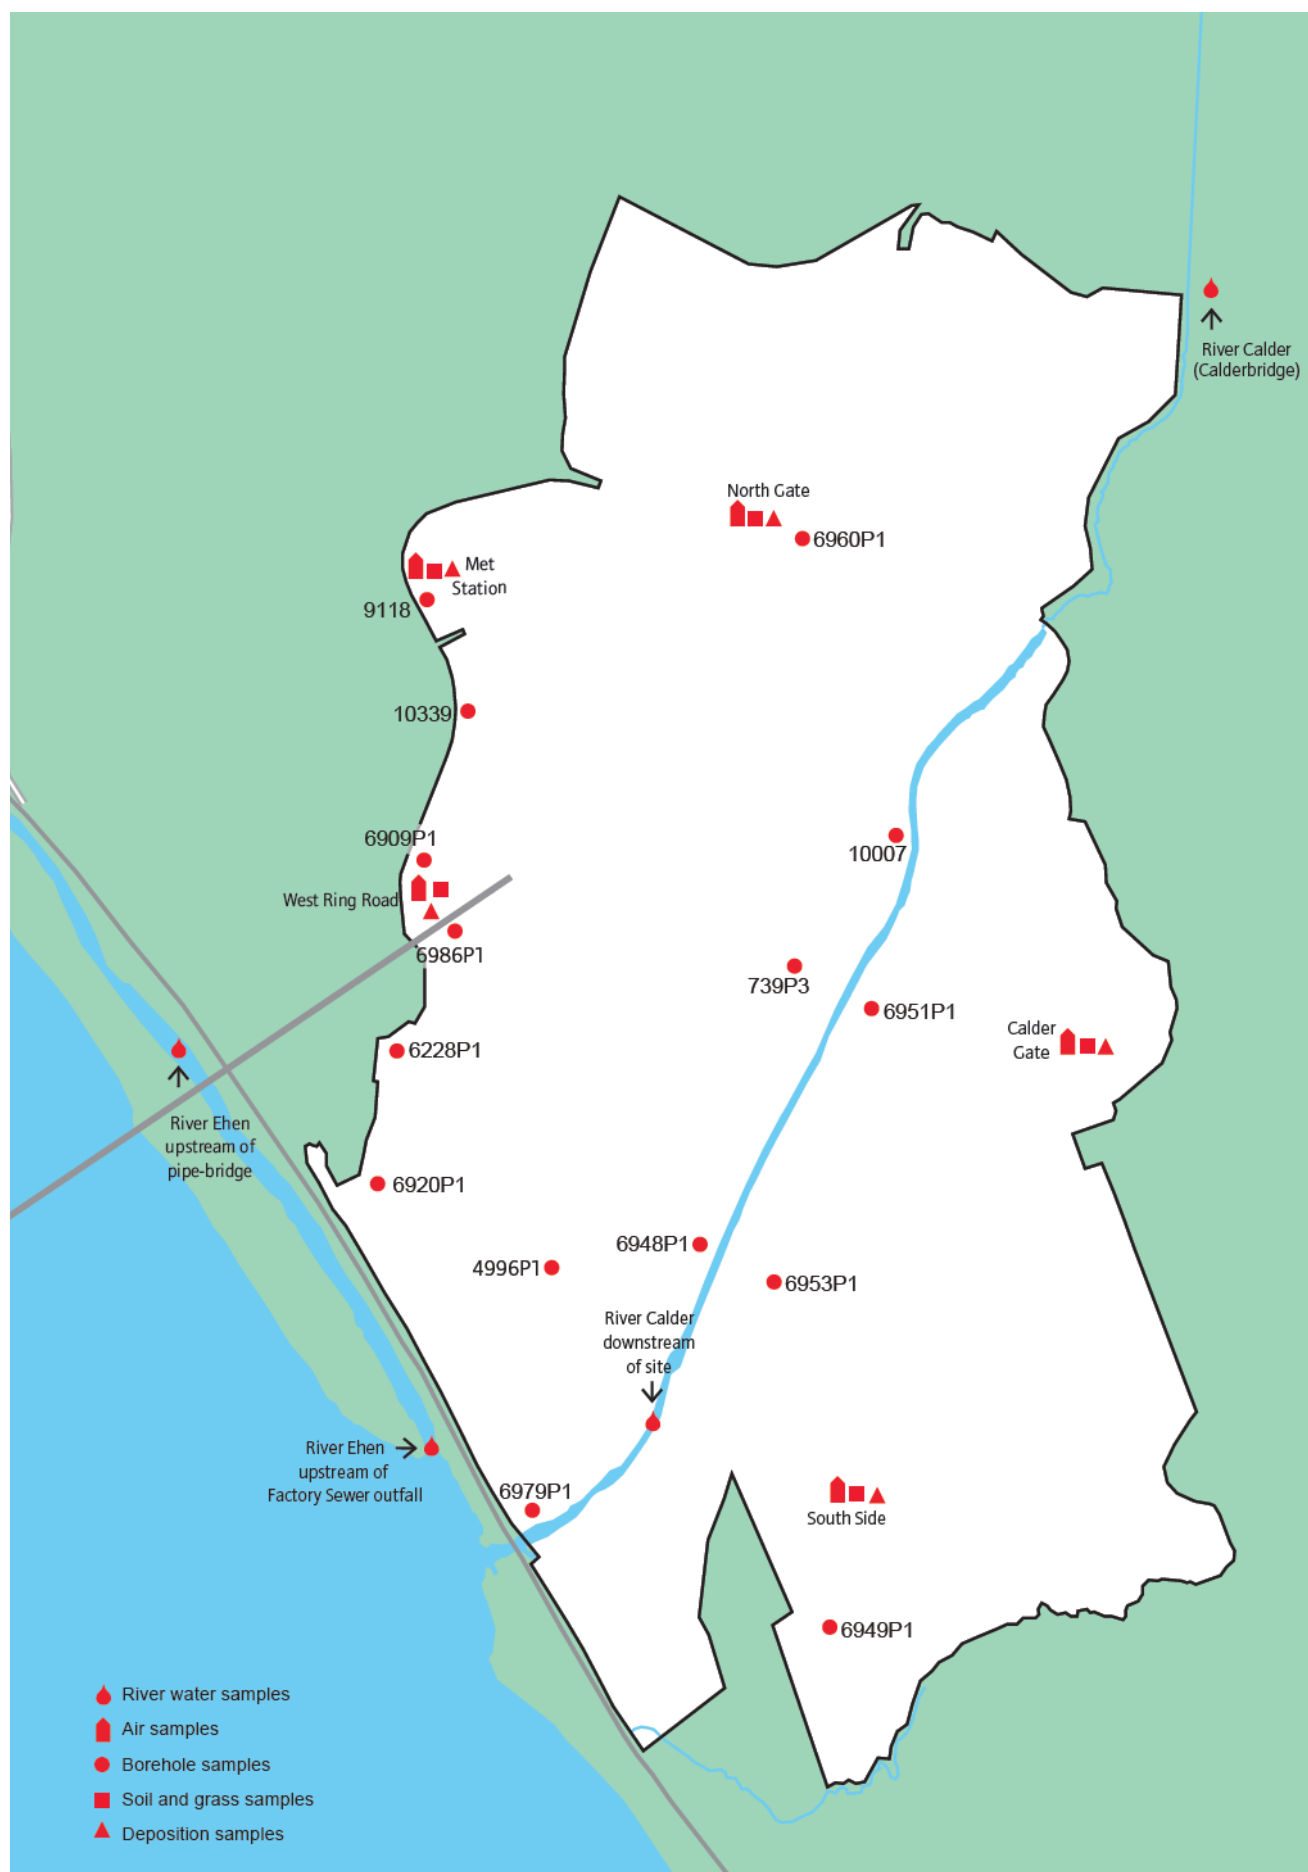 River Calder
(Calderbridge)
North Gate
6960P1
Met
Station
9118
10339
6909P1
10007
West Ring Road
6986P1
739P3
6951P1
Calder
Gate
6228P1
River Ehen
upstream of
pipe-bridge
6920P1
6948P1
4996P1
6953P1
River Calder
downstream
of site
River Ehen
upstream of
Factory Sewer outfall
6979P1
South Side
6949P1
River water samples
Air samples
Borehole samples
Soil and grass samples
Deposition samples